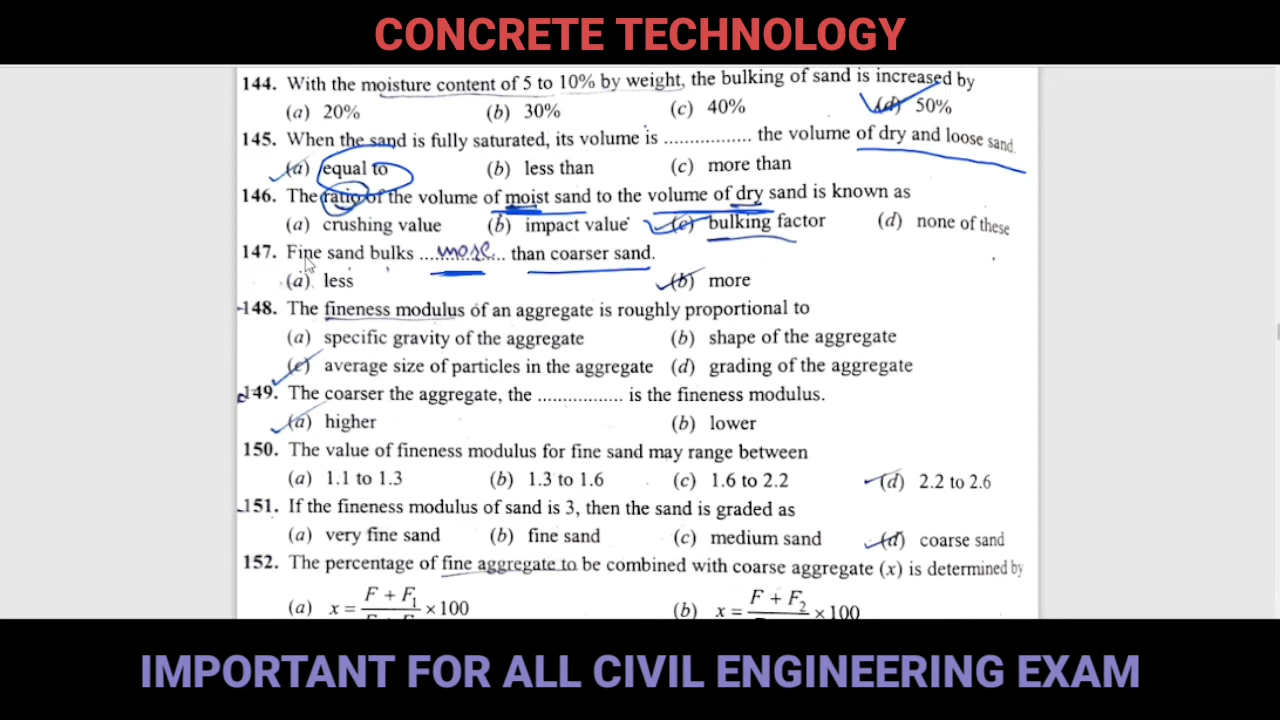 CONCRETE TECHNOLOGY
144. With the moisture content of 5 to 10% by weight, the bulking of sand is increased by
(a) 20% (b) 30% (c) 40% (d) 50%
145. When the sand is fully saturated, its volume is ................. the volume of dry and loose sand.
(a) equal to (b) less than (c) more than
146. The ratio of the volume of moist sand to the volume of dry sand is known as
(a) crushing value (b) impact value (c) bulking factor (d) none of these
147. Fine sand bulks ....more.... than coarser sand.
(a) less (b) more
148. The fineness modulus of an aggregate is roughly proportional to
(a) specific gravity of the aggregate (b) shape of the aggregate
(c) average size of particles in the aggregate (d) grading of the aggregate
149. The coarser the aggregate, the ................. is the fineness modulus.
(a) higher (b) lower
150. The value of fineness modulus for fine sand may range between
(a) 1.1 to 1.3 (b) 1.3 to 1.6 (c) 1.6 to 2.2 (d) 2.2 to 2.6
151. If the fineness modulus of sand is 3, then the sand is graded as
(a) very fine sand (b) fine sand (c) medium sand (d) coarse sand
152. The percentage of fine aggregate to be combined with coarse aggregate (x) is determined by
(a) x = F + F₁ × 100 (b) x = F + F₂ × 100
IMPORTANT FOR ALL CIVIL ENGINEERING EXAM